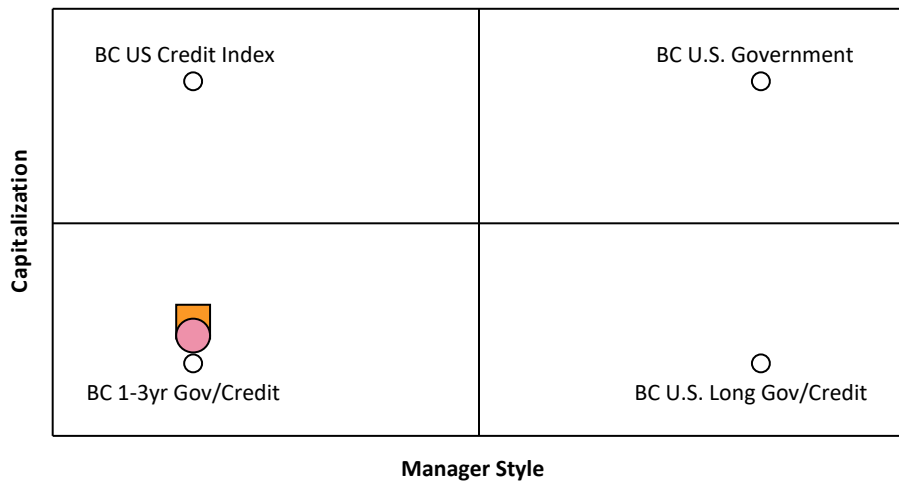 BC US Credit Index
BC U.S. Government
Capitalization
BC 1-3yr Gov/Credit
BC U.S. Long Gov/Credit
Manager Style